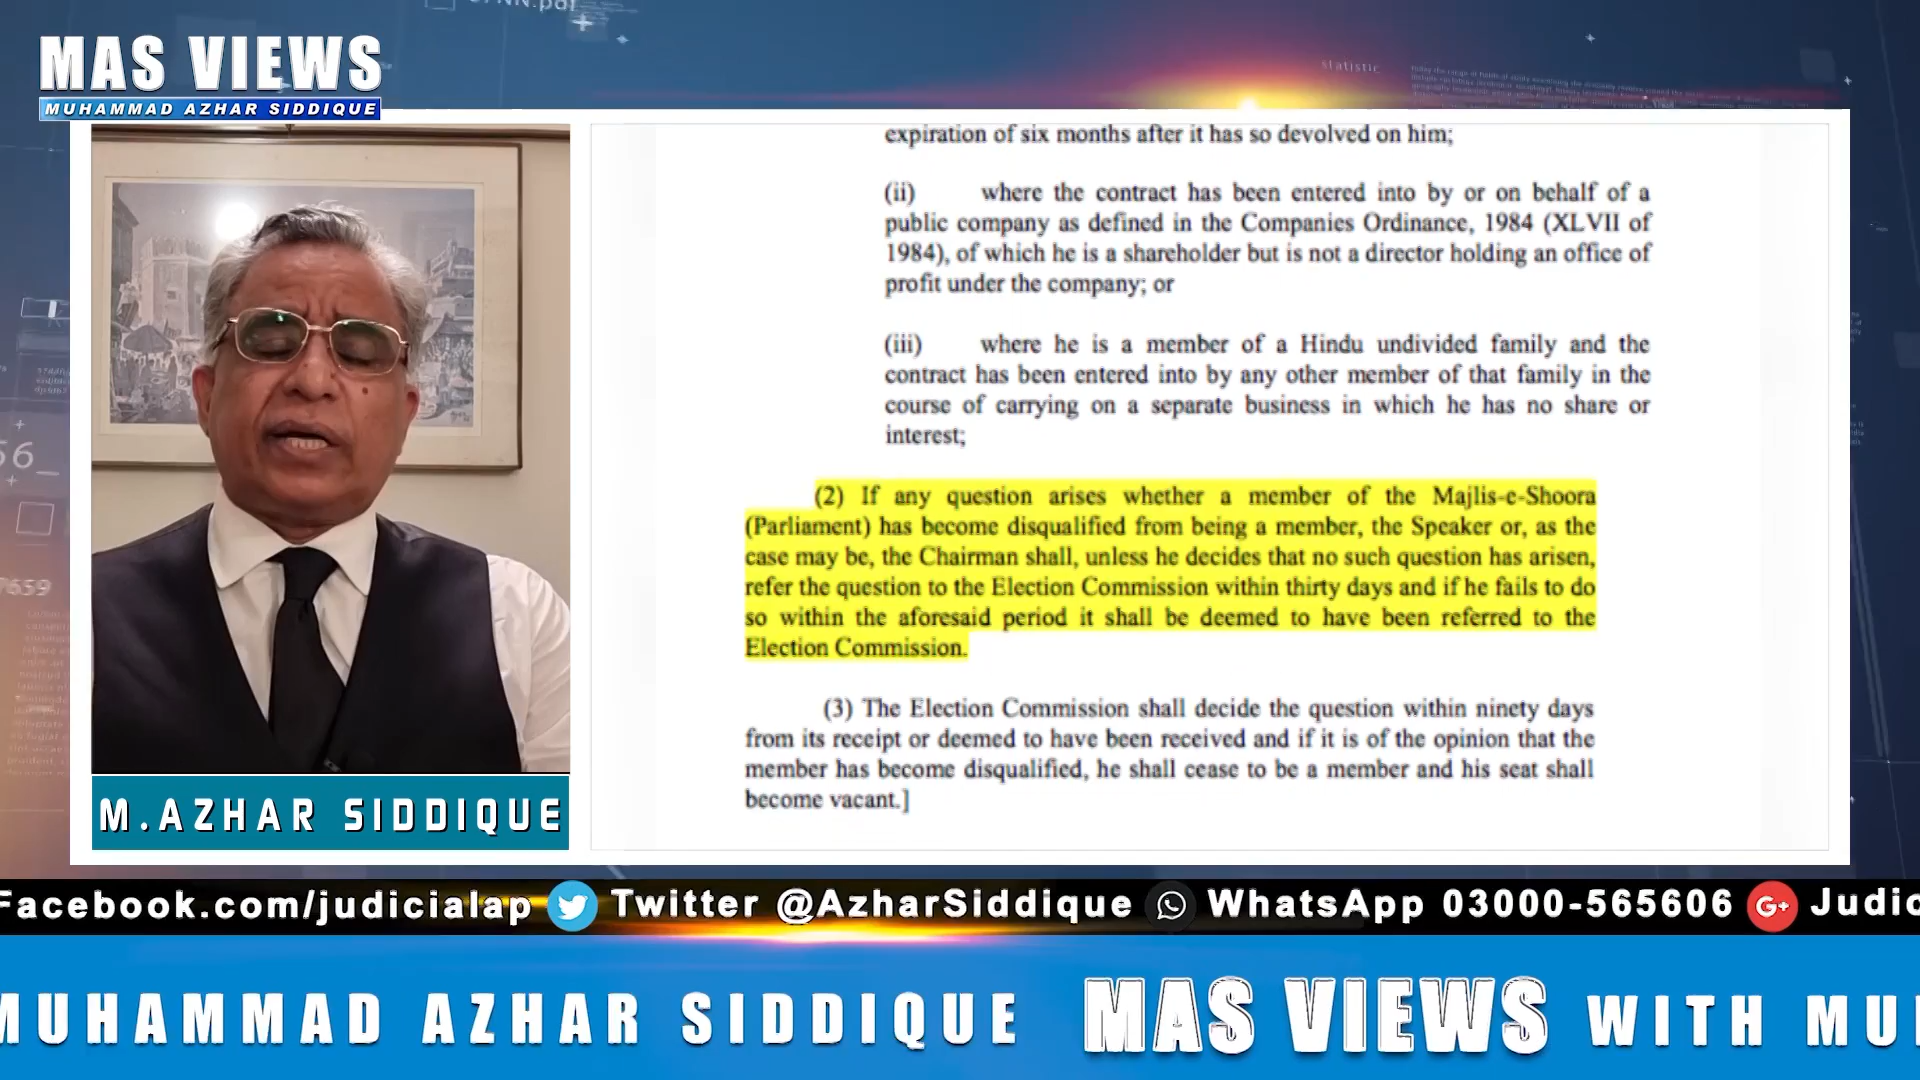 MAS VIEWS
MUHAMMAD AZHAR SIDDIQUE
statistic
expiration of six months after it has so devolved on him;
(ii) where the contract has been entered into by or on behalf of a
public company as defined in the Companies Ordinance, 1984 (XLVII of
1984), of which he is a shareholder but is not a director holding an office of
profit under the company; or
(iii) where he is a member of a Hindu undivided family and the
contract has been entered into by any other member of that family in the
course of carrying on a separate business in which he has no share or
interest;
(2) If any question arises whether a member of the Majlis-e-Shoora
(Parliament) has become disqualified from being a member, the Speaker or, as the
case may be, the Chairman shall, unless he decides that no such question has arisen,
refer the question to the Election Commission within thirty days and if he fails to do
so within the aforesaid period it shall be deemed to have been referred to the
Election Commission.
(3) The Election Commission shall decide the question within ninety days
from its receipt or deemed to have been received and if it is of the opinion that the
member has become disqualified, he shall cease to be a member and his seat shall
become vacant.]
M.AZHAR SIDDIQUE
7659
Facebook.com/judicialap Twitter @AzharSiddique WhatsApp 03000-565606 G+ Judic
MUHAMMAD AZHAR SIDDIQUE MAS VIEWS WITH MU